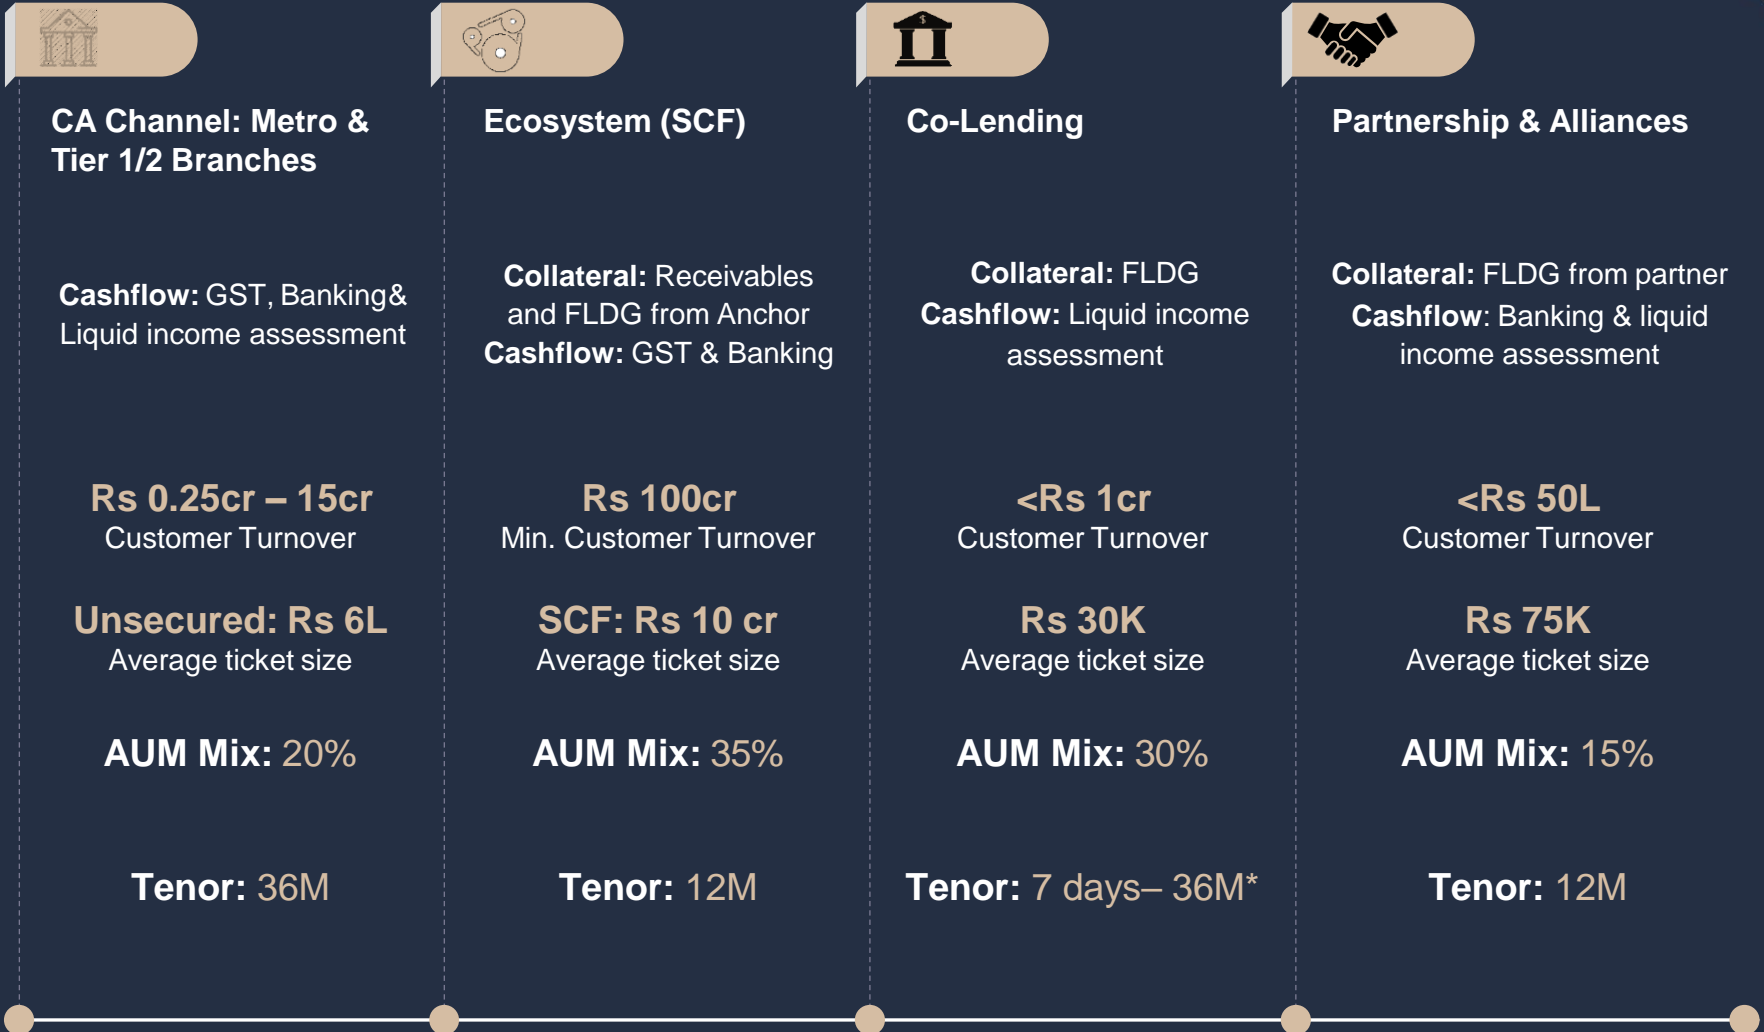 CA Channel: Metro &
Tier 1/2 Branches
Cashflow: GST, Banking&
Liquid income assessment
Rs 0.25cr – 15cr
Customer Turnover
Unsecured: Rs 6L
Average ticket size
AUM Mix: 20%
Tenor: 36M
Ecosystem (SCF)
Collateral: Receivables
and FLDG from Anchor
Cashflow: GST & Banking
Rs 100cr
Min. Customer Turnover
SCF: Rs 10 cr
Average ticket size
AUM Mix: 35%
Tenor: 12M
$
Co-Lending
Collateral: FLDG
Cashflow: Liquid income
assessment
<Rs 1cr
Customer Turnover
Rs 30K
Average ticket size
AUM Mix: 30%
Tenor: 7 days– 36M*
Partnership & Alliances
Collateral: FLDG from partner
Cashflow: Banking & liquid
income assessment
<Rs 50L
Customer Turnover
Rs 75K
Average ticket size
AUM Mix: 15%
Tenor: 12M